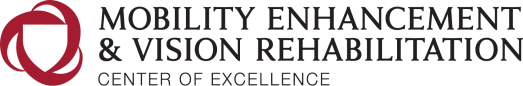 MOBILITY ENHANCEMENT
& VISION REHABILITATION
CENTER OF EXCELLENCE